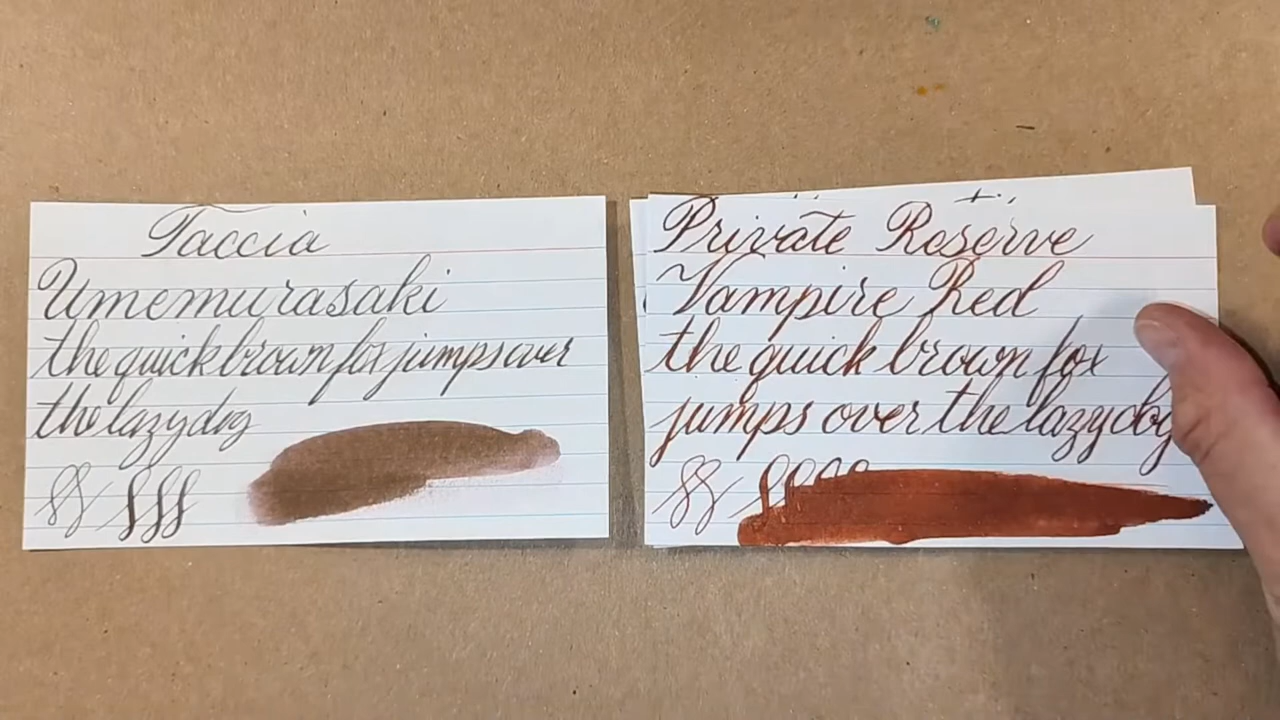 Taccia
Umemurasaki
the quick brown fox jumps over
the lazy dog
Private Reserve
Vampire Red
the quick brown fox
jumps over the lazy dog